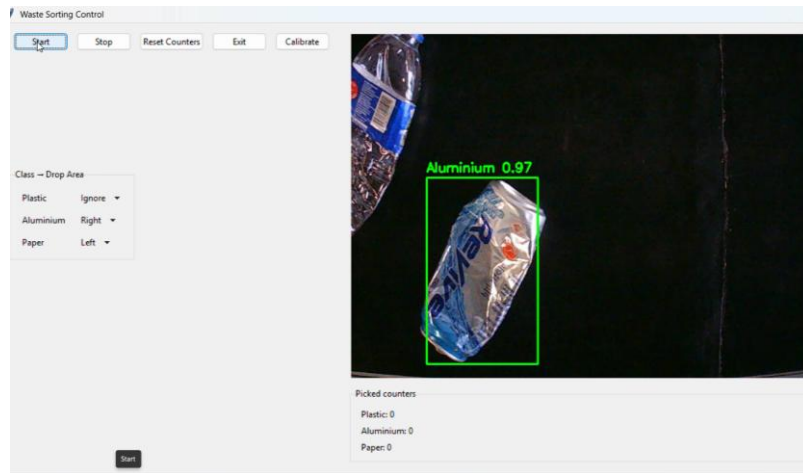 Waste Sorting Control
Start Stop Reset Counters Exit Calibrate
Class → Drop Area
Plastic Ignore
Aluminium Right
Paper Left
Aluminium 0.97
Revive
Picked counters
Plastic: 0
Aluminium: 0
Paper: 0
Start